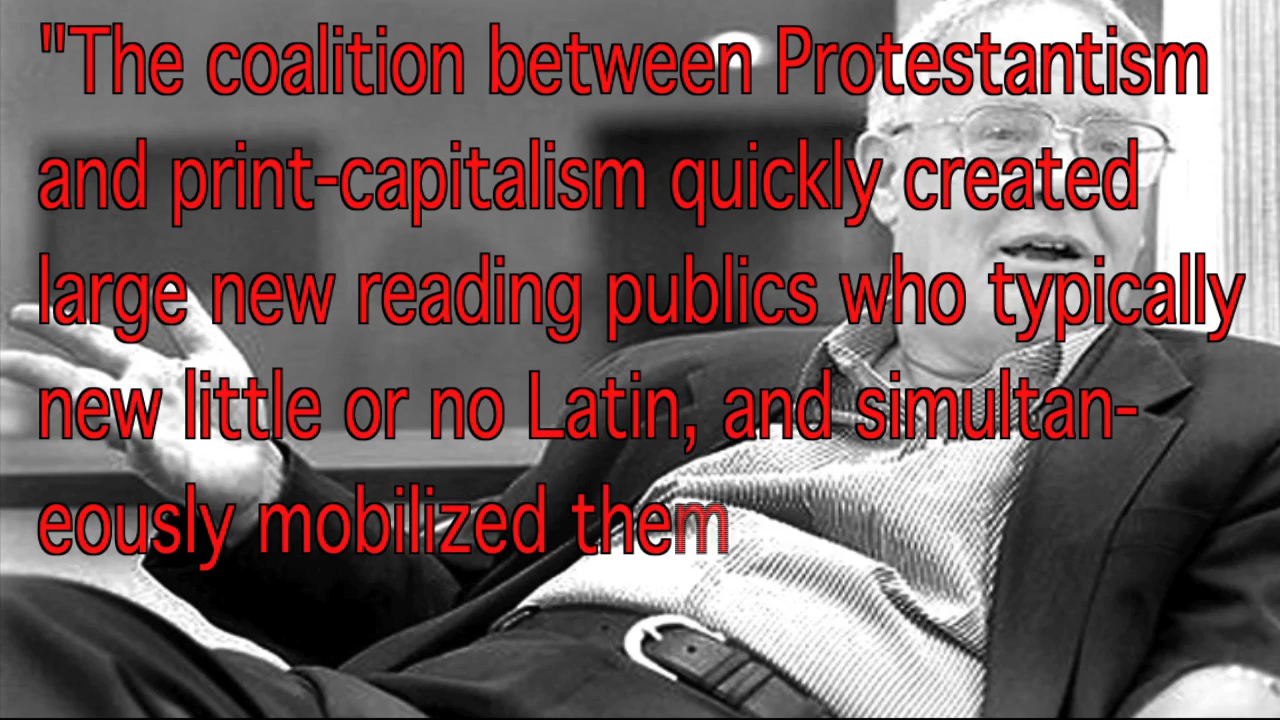 "The coalition between Protestantism
and print-capitalism quickly created
large new reading publics who typically
new little or no Latin, and simultan-
eously mobilized them